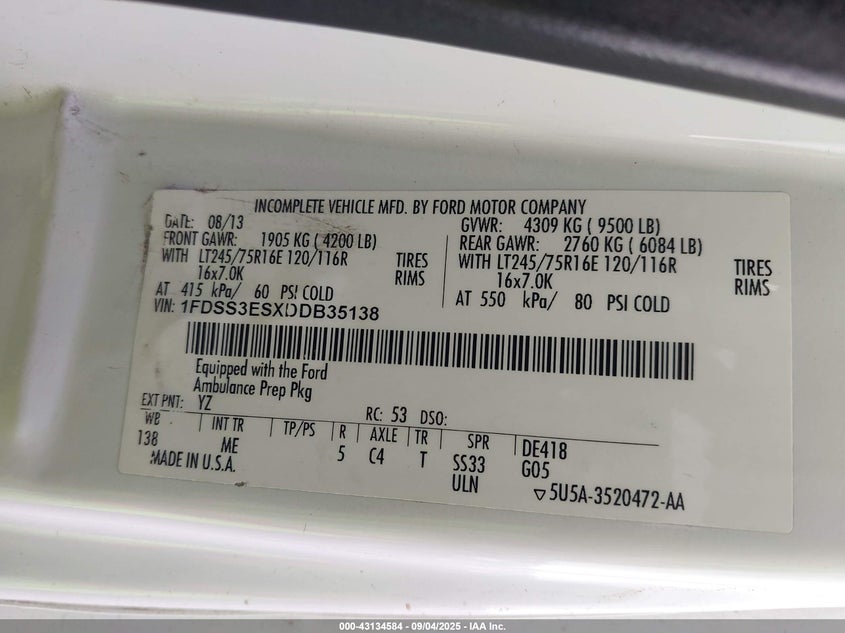 INCOMPLETE VEHICLE MFD. BY FORD MOTOR COMPANY
DATE: 08/13 GVWR: 4309 KG ( 9500 LB)
FRONT GAWR: 1905 KG ( 4200 LB) REAR GAWR: 2760 KG ( 6084 LB)
WITH LT245/75R16E 120/116R TIRES WITH LT245/75R16E 120/116R TIRES
16x7.0K RIMS 16x7.0K RIMS
AT 415 kPa/ 60 PSI COLD AT 550 kPa/ 80 PSI COLD
VIN: 1FDSS3ESXDDB35138
Equipped with the Ford
Ambulance Prep Pkg
EXT PNT: YZ RC: 53 DSO:
WB INT TR TP/PS R AXLE TR SPR DE418
138 ME 5 C4 T SS33 G05
MADE IN U.S.A. ULN ▽5U5A-3520472-AA
000-43134584 - 09/04/2025 - IAA Inc.